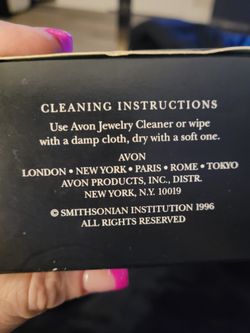 CLEANING INSTRUCTIONS
Use Avon Jewelry Cleaner or wipe
with a damp cloth, dry with a soft one.
AVON
LONDON • NEW YORK • PARIS • ROME • TOKYO
AVON PRODUCTS, INC., DISTR.
NEW YORK, N.Y. 10019
© SMITHSONIAN INSTITUTION 1996
ALL RIGHTS RESERVED